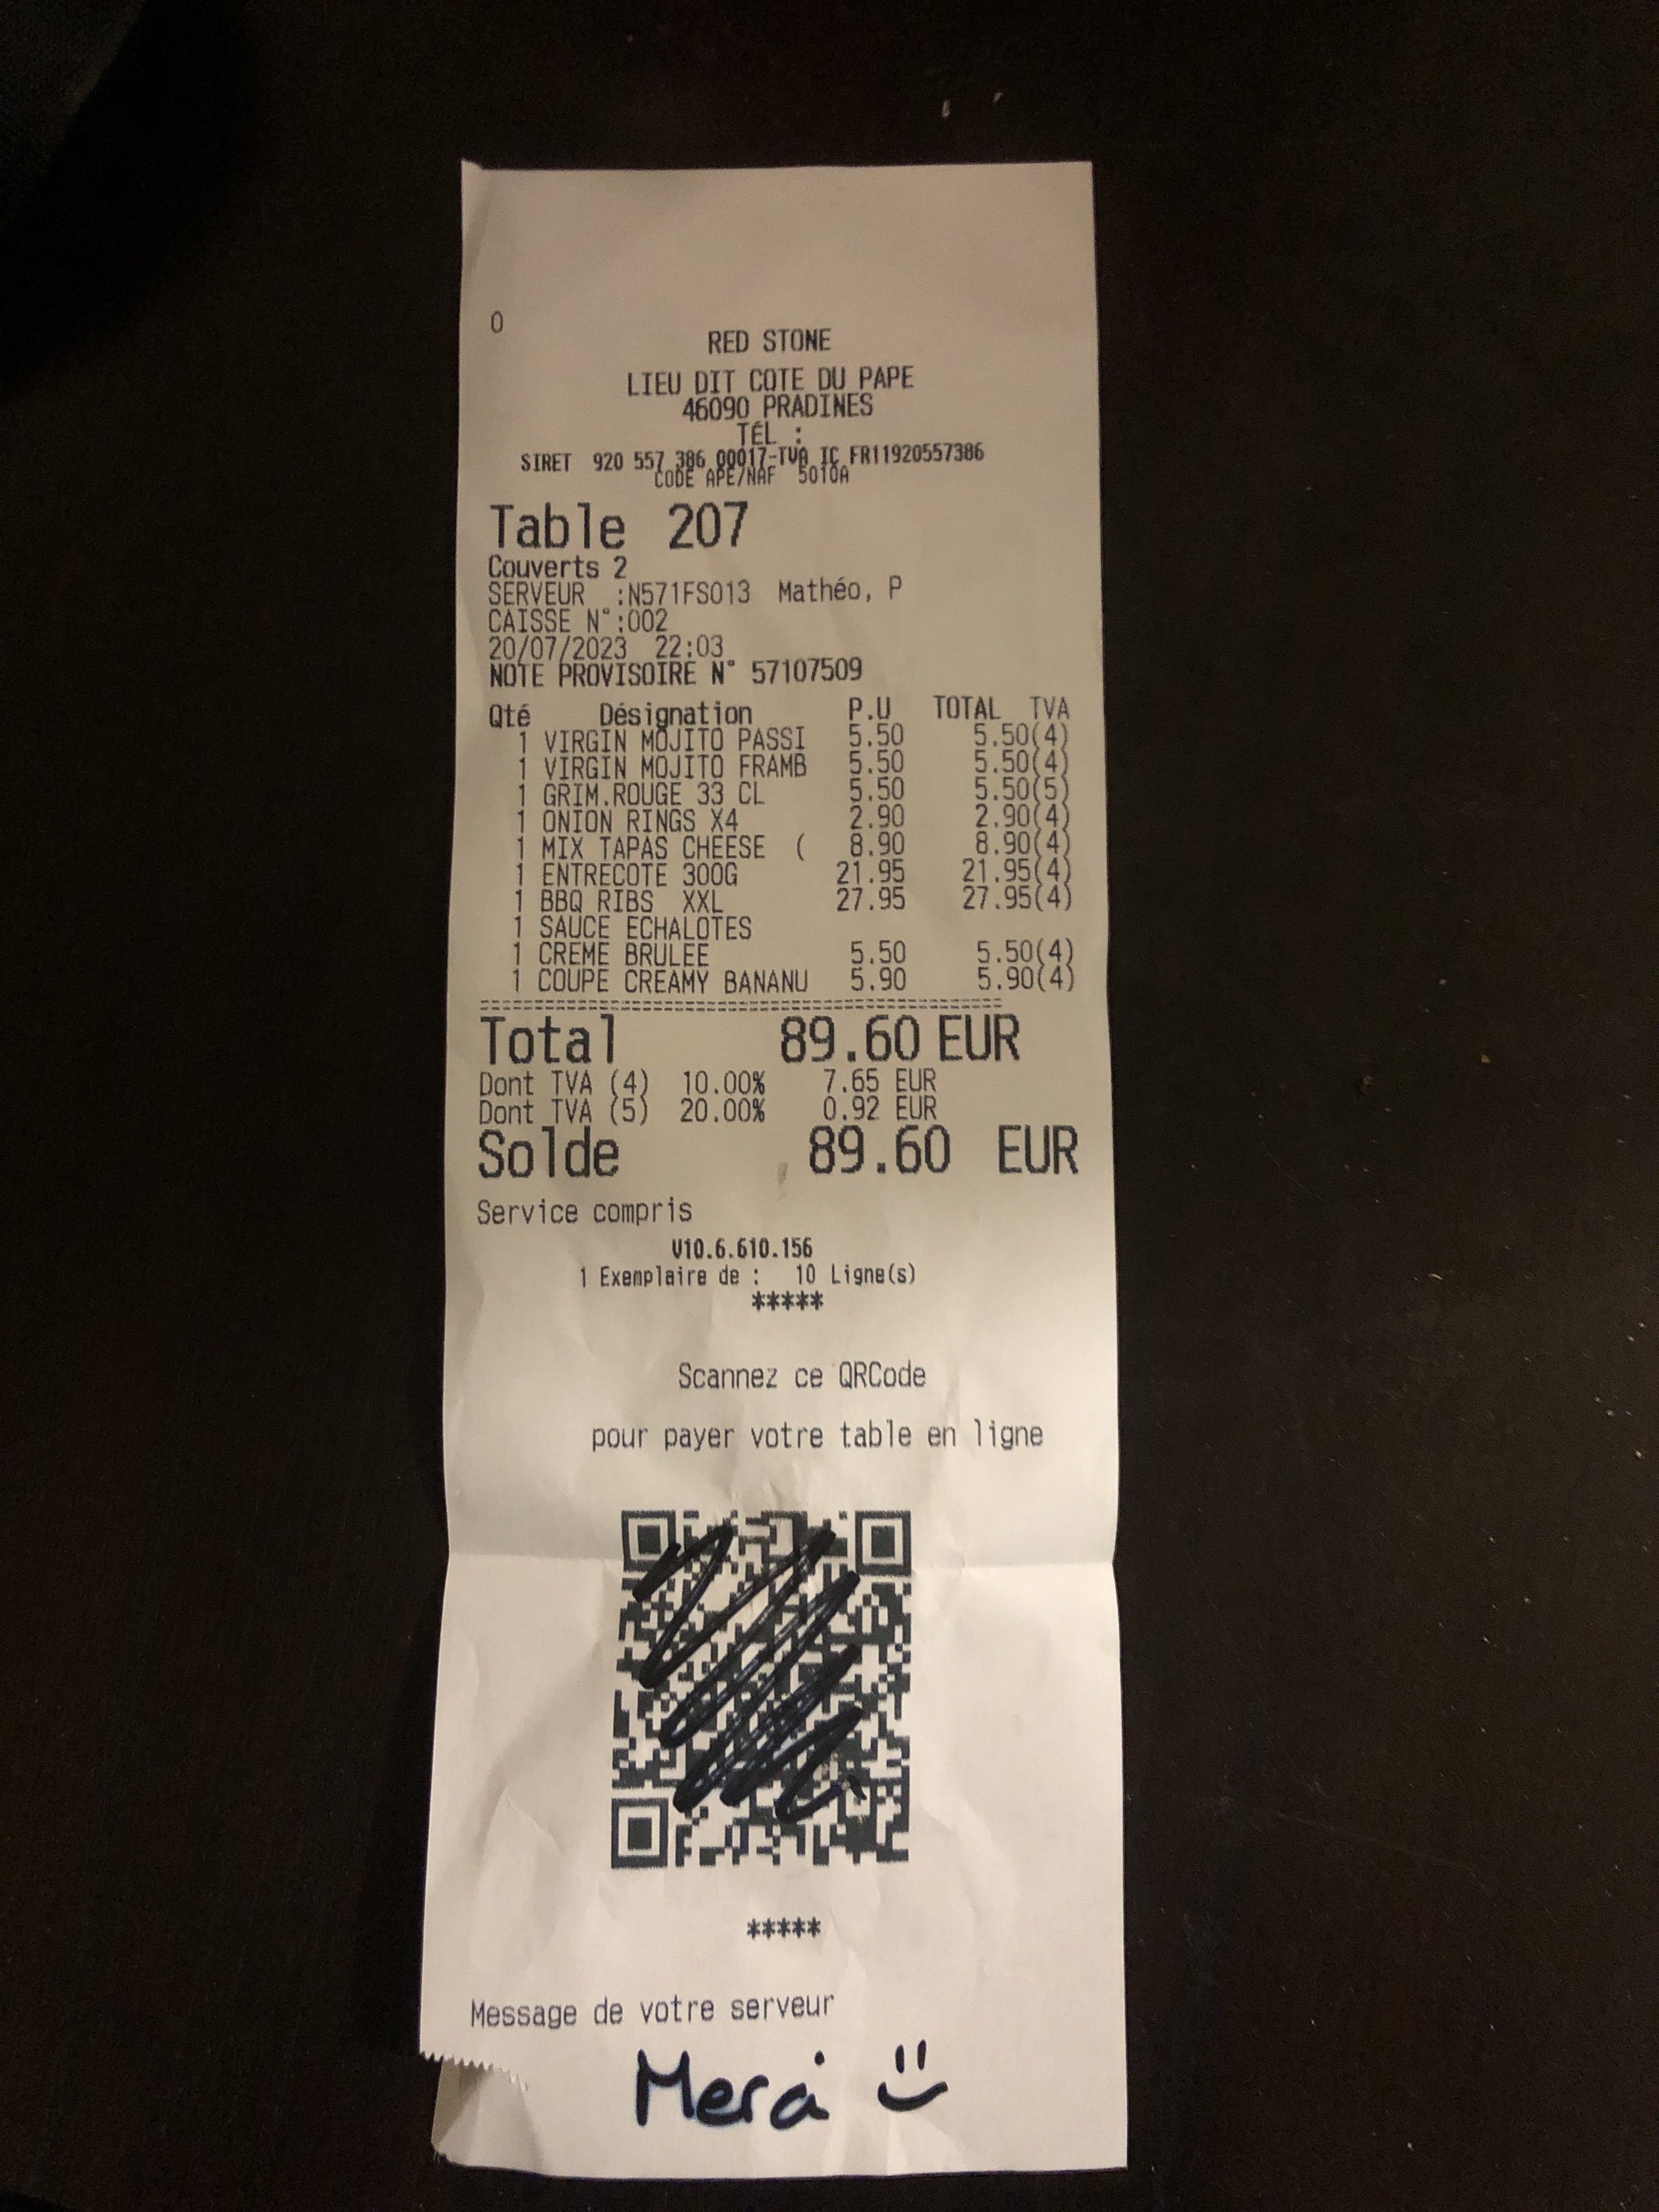 0
RED STONE
LIEU DIT COTE DU PAPE
46090 PRADINES
TÉL :
SIRET 920 557 386 00017-TVA IC FR11920557386
CODE APE/NAF 5010A
Table 207
Couverts 2
SERVEUR :N571FS013 Mathéo, P
CAISSE N°:002
20/07/2023 22:03
NOTE PROVISOIRE N° 57107509
Qté Désignation P.U TOTAL TVA
1 VIRGIN MOJITO PASSI 5.50 5.50(4)
1 VIRGIN MOJITO FRAMB 5.50 5.50(4)
1 GRIM.ROUGE 33 CL 5.50 5.50(5)
1 ONION RINGS X4 2.90 2.90(4)
1 MIX TAPAS CHEESE ( 8.90 8.90(4)
1 ENTRECOTE 300G 21.95 21.95(4)
1 BBQ RIBS XXL 27.95 27.95(4)
1 SAUCE ECHALOTES
1 CREME BRULEE 5.50 5.50(4)
1 COUPE CREAMY BANANU 5.90 5.90(4)
Total 89.60 EUR
Dont TVA (4) 10.00% 7.65 EUR
Dont TVA (5) 20.00% 0.92 EUR
Solde 89.60 EUR
Service compris
V10.6.610.156
1 Exemplaire de : 10 Ligne(s)
*****
Scannez ce QRCode
pour payer votre table en ligne
*****
Message de votre serveur
Merci